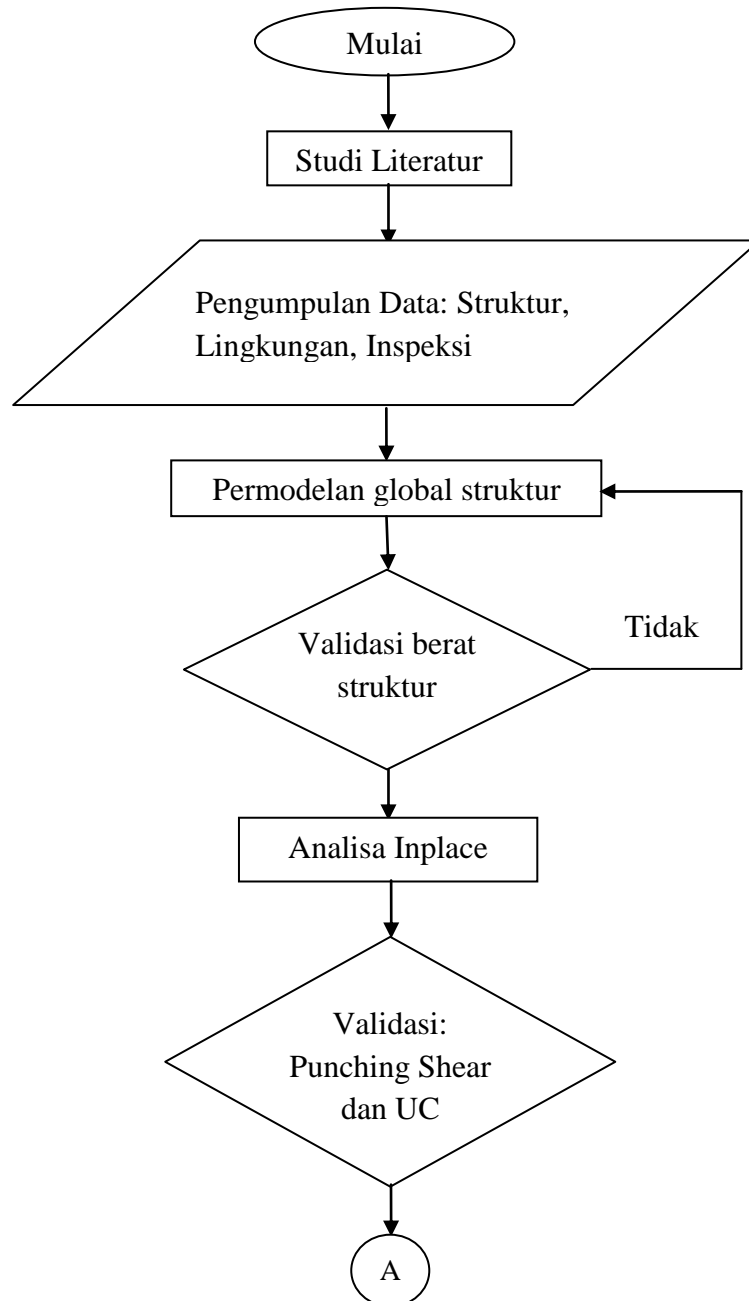 Mulai
Studi Literatur
Pengumpulan Data: Struktur,
Lingkungan, Inspeksi
Permodelan global struktur
Validasi berat
struktur
Tidak
Analisa Inplace
Validasi:
Punching Shear
dan UC
A